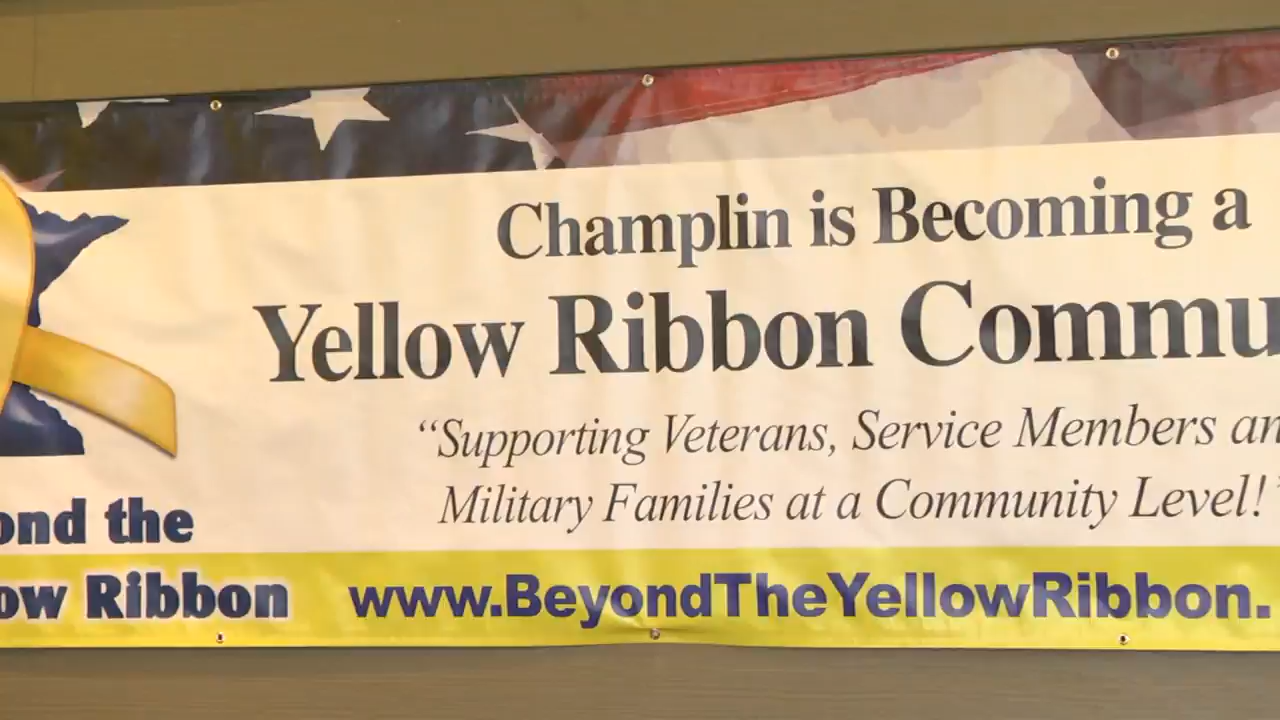 Champlin is Becoming a
Yellow Ribbon Commu
“Supporting Veterans, Service Members an
Military Families at a Community Level!”
ond the
ow Ribbon
www.BeyondTheYellowRibbon.